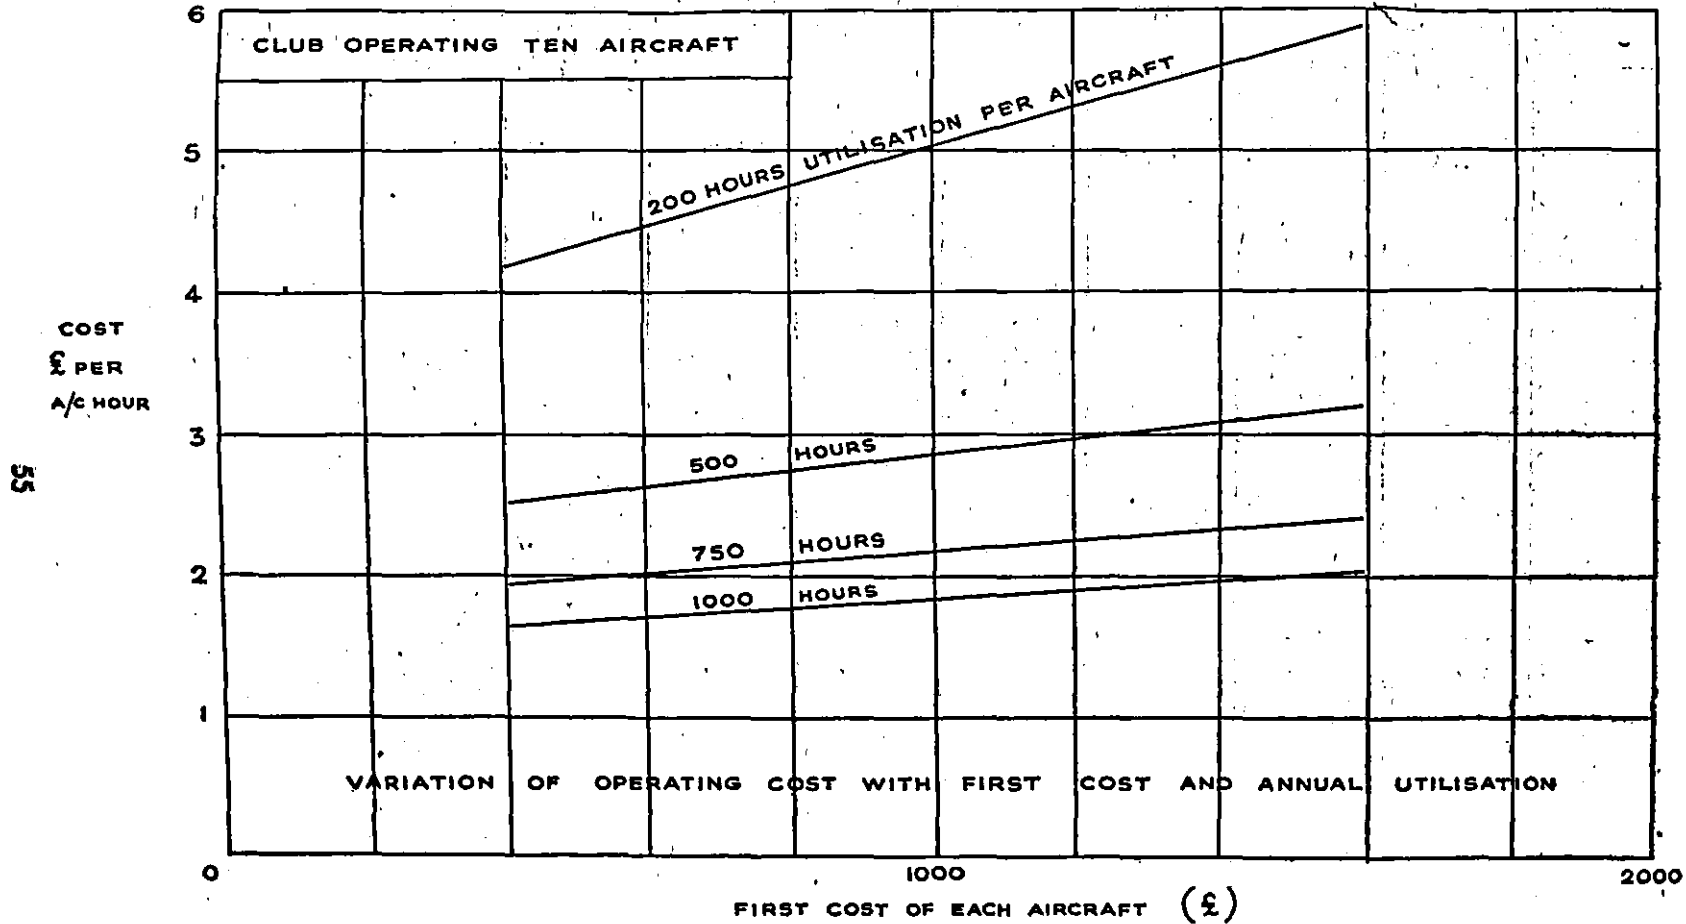 6
CLUB OPERATING TEN AIRCRAFT
200 HOURS UTILISATION PER AIRCRAFT
5
4
COST
£ PER
A/C HOUR
3
500 HOURS
55
750 HOURS
2
1000 HOURS
1
VARIATION OF OPERATING COST WITH FIRST COST AND ANNUAL UTILISATION
0 1000 2000
FIRST COST OF EACH AIRCRAFT (£)